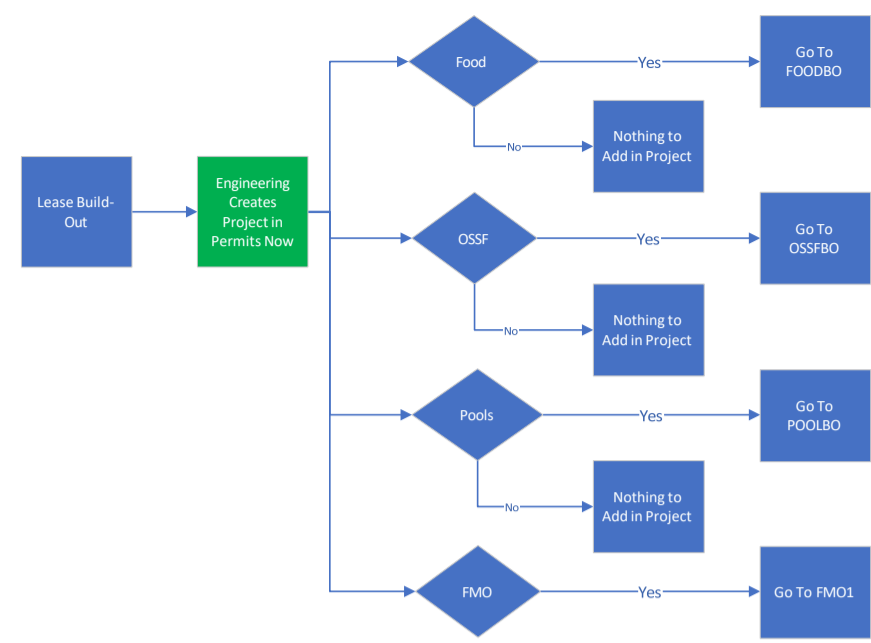 Food
Yes
Go To
FOODBO
No
Nothing to
Add in Project
Lease Build-
Out
Engineering
Creates
Project in
Permits Now
OSSF
Yes
Go To
OSSFBO
No
Nothing to
Add in Project
Pools
Yes
Go To
POOLBO
No
Nothing to
Add in Project
FMO
Yes
Go To FMO1